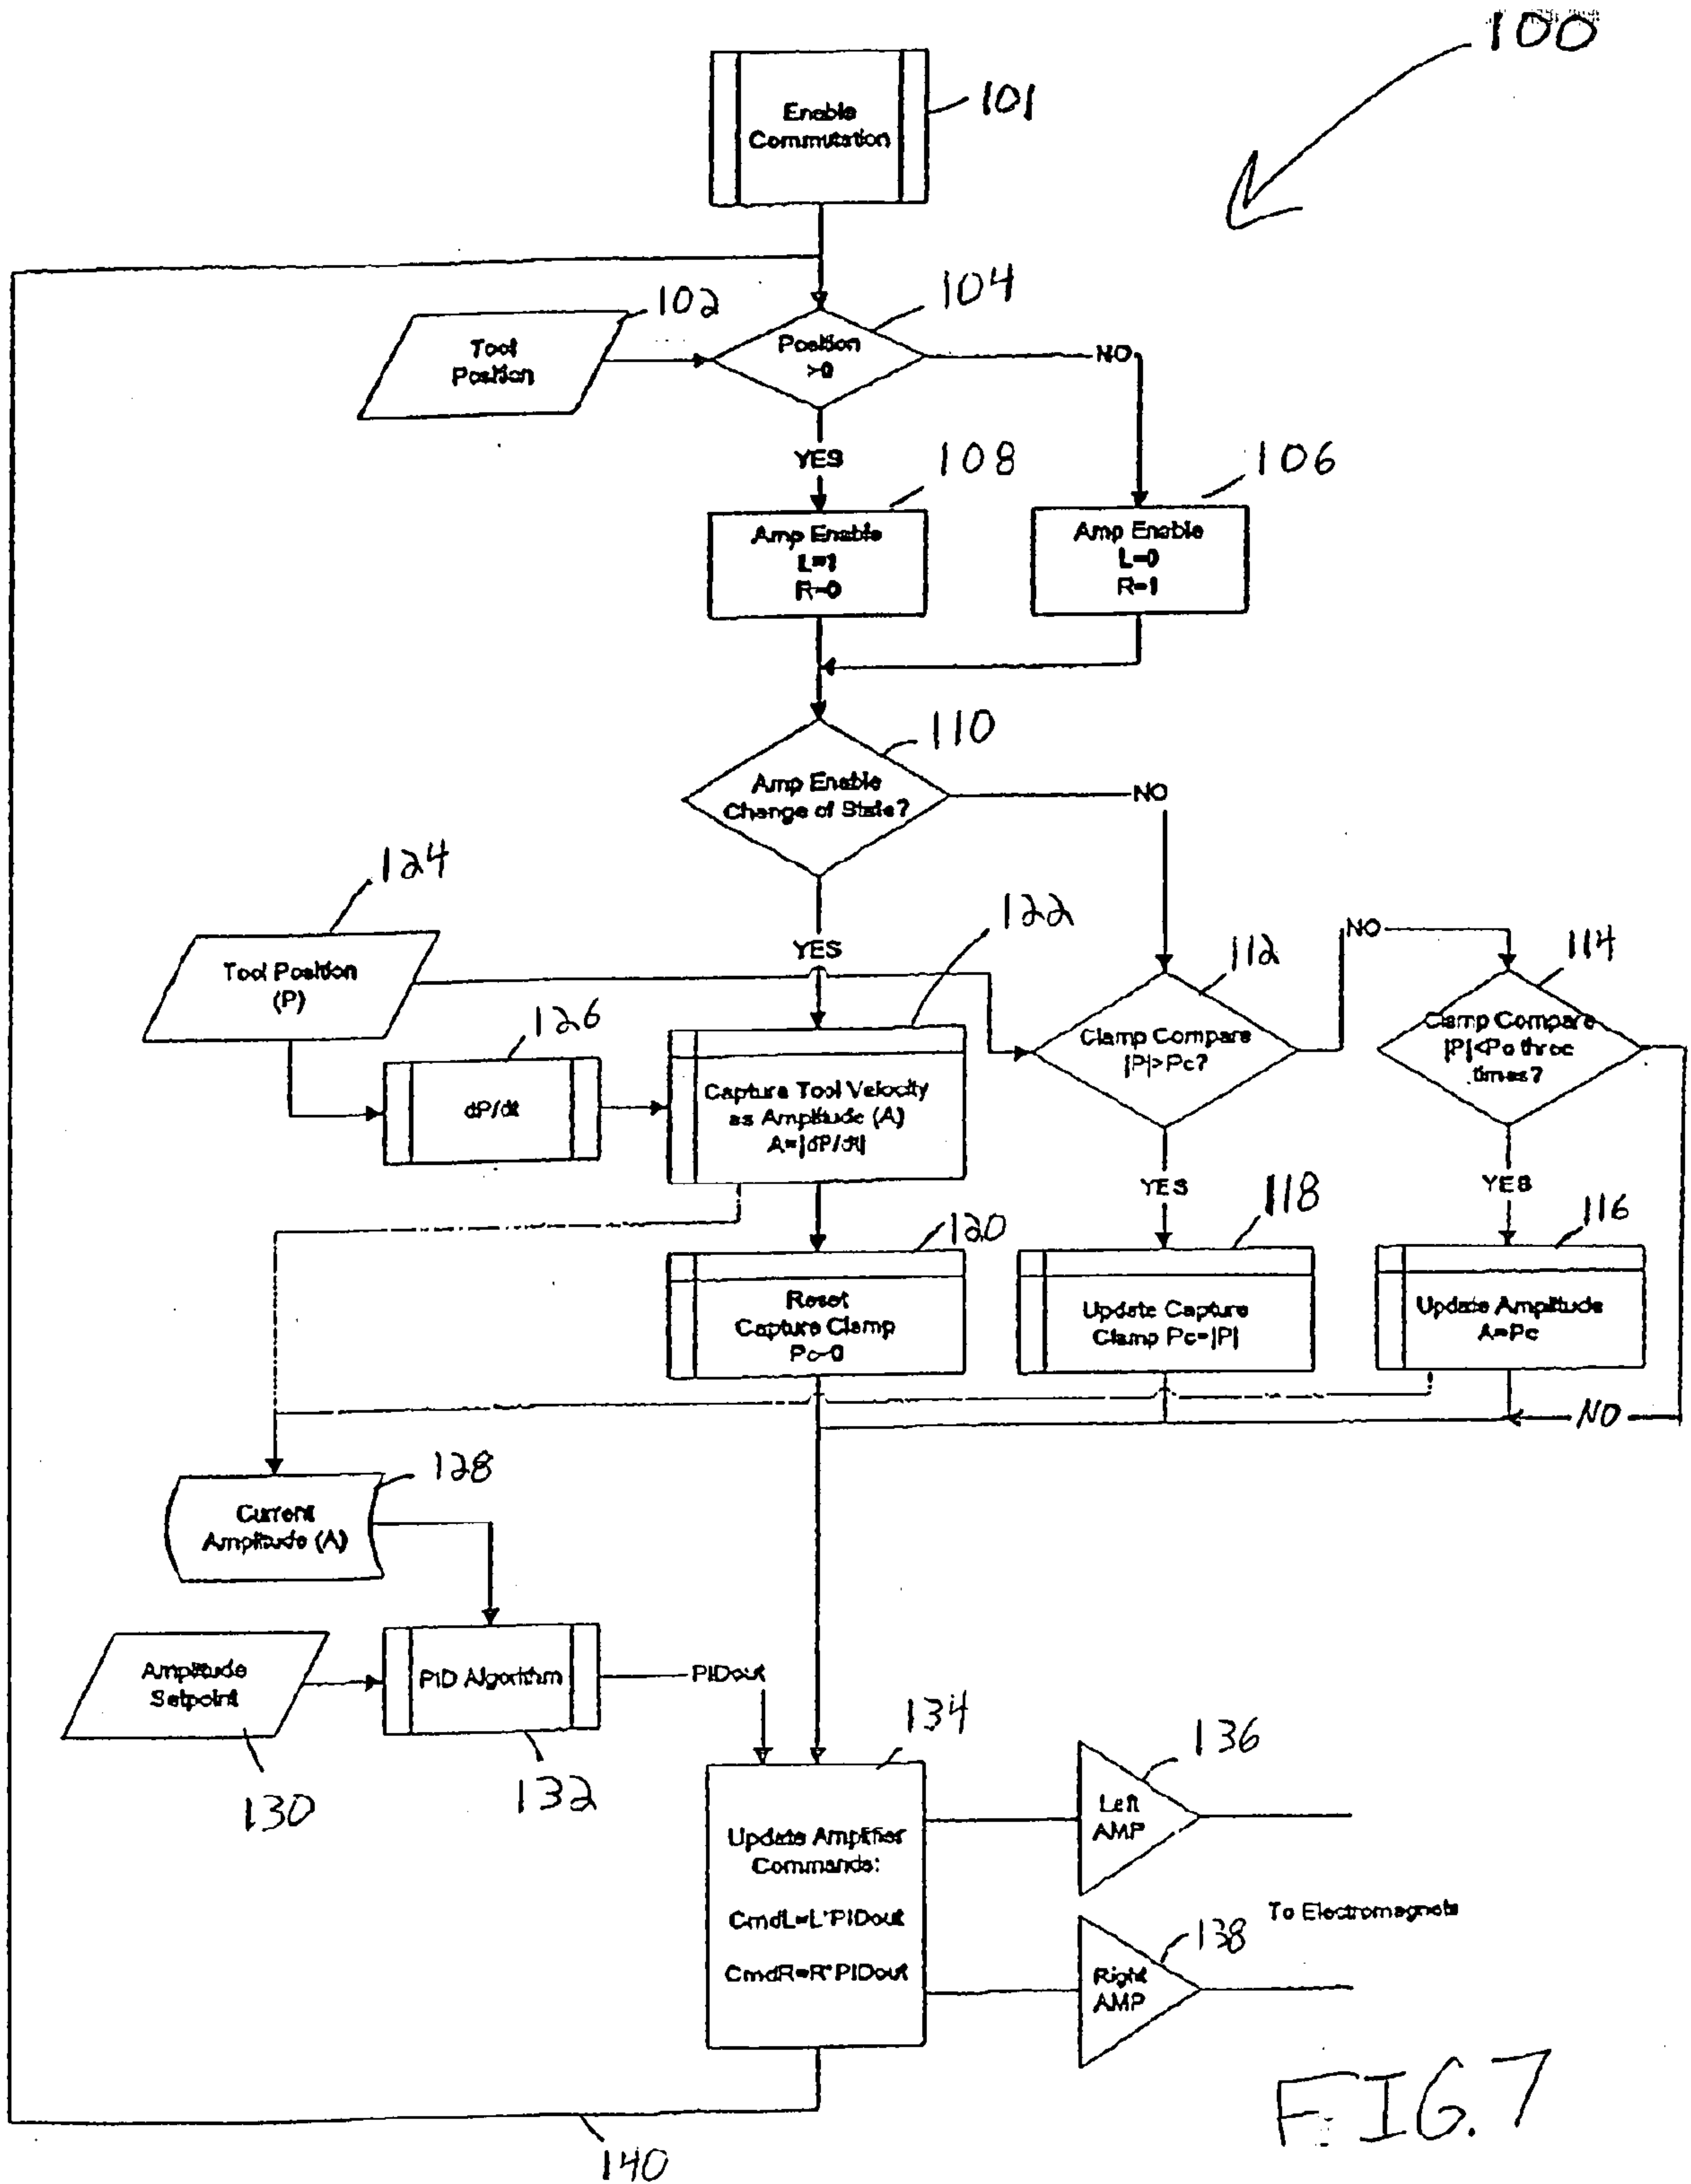 100
Enable
Commutation
101
102
Tool
Position
104
Position
>0
NO
YES
108
106
Amp Enable
L=1
R=0
Amp Enable
L=0
R=1
110
Amp Enable
Change of State?
NO
124
YES
122
Tool Position
(P)
112
NO
114
126
dP/dt
Capture Tool Velocity
as Amplitude (A)
A=|dP/dt|
Clamp Compare
|P|>Pc?
Clamp Compare
|P|<Pc three
times?
YES
YES
120
118
116
Reset
Capture Clamp
Pc=0
Update Capture
Clamp Pc=|P|
Update Amplitude
A=Pc
NO
128
Current
Amplitude (A)
Amplitude
Setpoint
PID Algorithm
PIDout
130
132
134
136
Left
AMP
Update Amplifier
Commands:
CmdL=L*PIDout
CmdR=R*PIDout
To Electromagnets
138
Right
AMP
140
FIG. 7